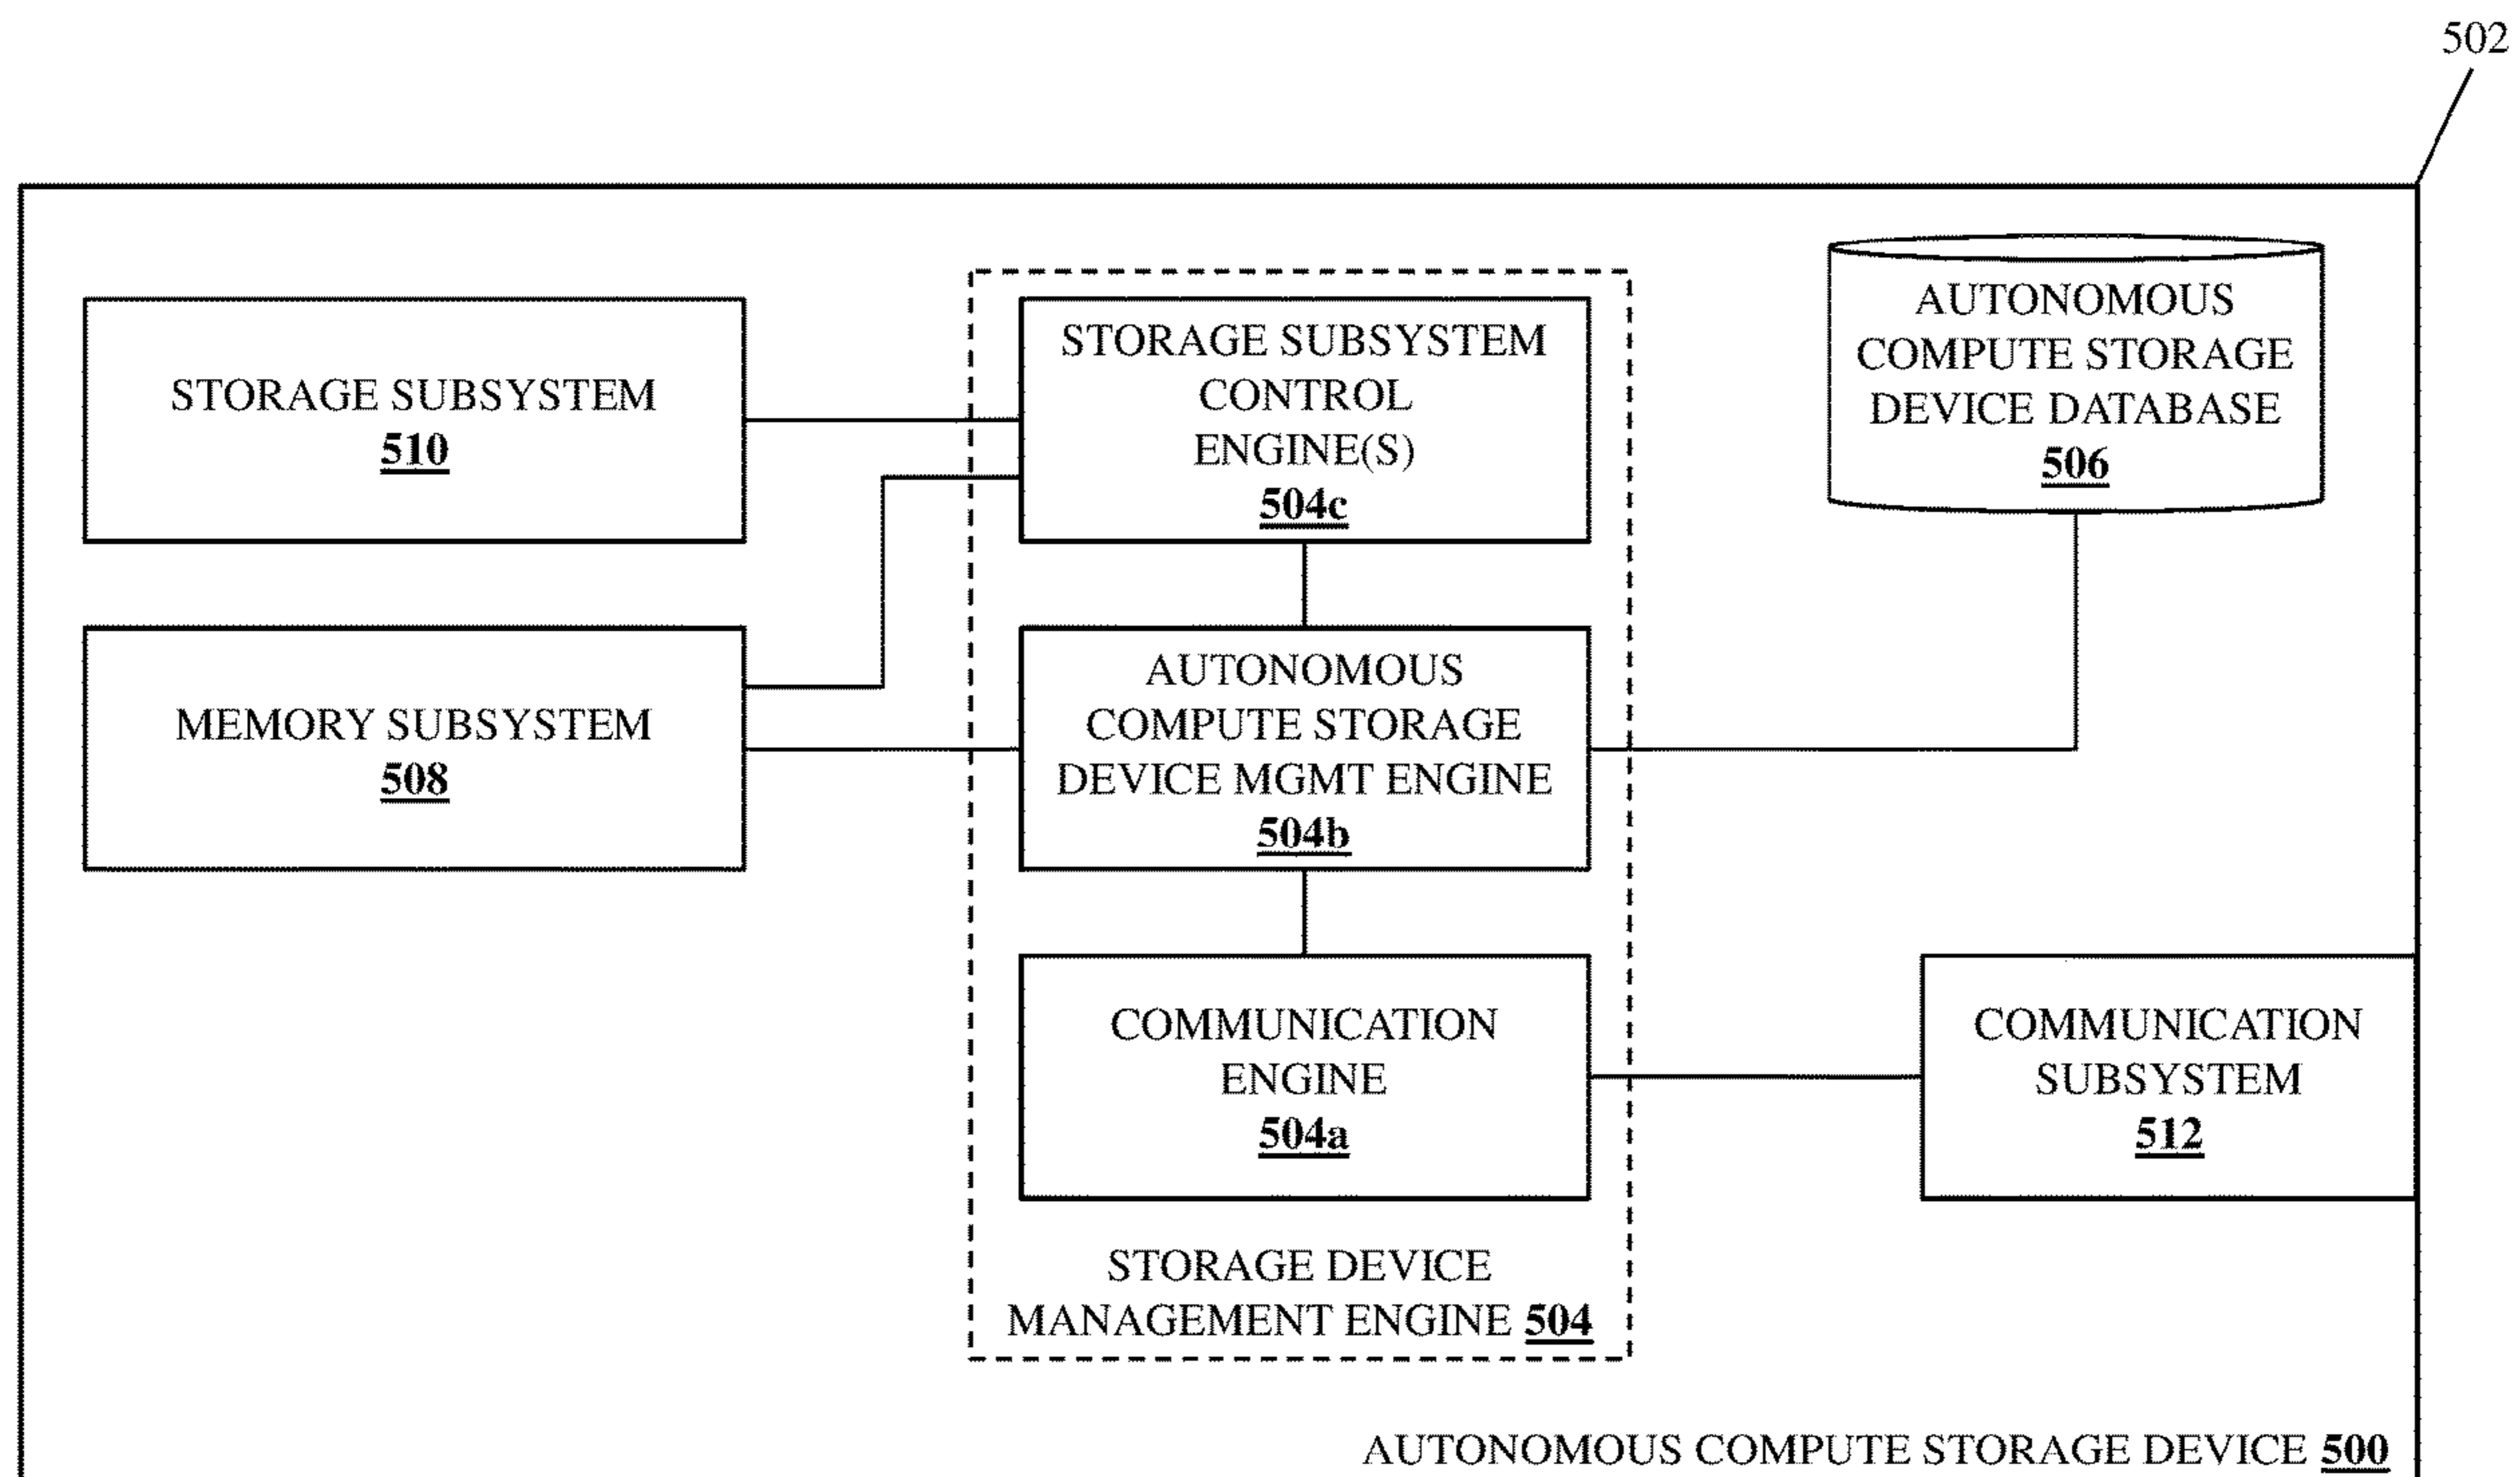 502
STORAGE SUBSYSTEM
510
STORAGE SUBSYSTEM
CONTROL
ENGINE(S)
504c
AUTONOMOUS
COMPUTE STORAGE
DEVICE DATABASE
506
MEMORY SUBSYSTEM
508
AUTONOMOUS
COMPUTE STORAGE
DEVICE MGMT ENGINE
504b
COMMUNICATION
ENGINE
504a
COMMUNICATION
SUBSYSTEM
512
STORAGE DEVICE
MANAGEMENT ENGINE 504
AUTONOMOUS COMPUTE STORAGE DEVICE 500